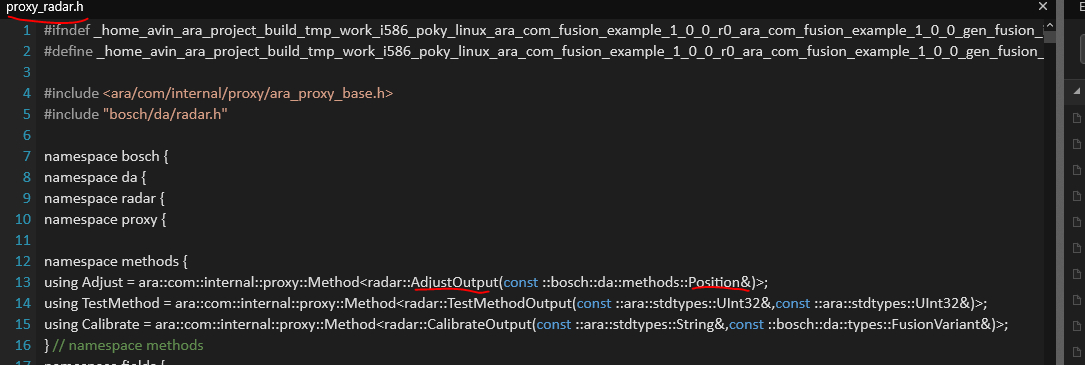 proxy_radar.h
1 #ifndef _home_avin_ara_project_build_tmp_work_i586_poky_linux_ara_com_fusion_example_1_0_0_r0_ara_com_fusion_example_1_0_0_gen_fusion_
2 #define _home_avin_ara_project_build_tmp_work_i586_poky_linux_ara_com_fusion_example_1_0_0_r0_ara_com_fusion_example_1_0_0_gen_fusion_
3
4 #include <ara/com/internal/proxy/ara_proxy_base.h>
5 #include "bosch/da/radar.h"
6
7 namespace bosch {
8 namespace da {
9 namespace radar {
10 namespace proxy {
11
12 namespace methods {
13 using Adjust = ara::com::internal::proxy::Method<radar::AdjustOutput(const ::bosch::da::methods::Position&)>;
14 using TestMethod = ara::com::internal::proxy::Method<radar::TestMethodOutput(const ::ara::stdtypes::UInt32&,const ::ara::stdtypes::UInt32&)>;
15 using Calibrate = ara::com::internal::proxy::Method<radar::CalibrateOutput(const ::ara::stdtypes::String&,const ::bosch::da::types::FusionVariant&)>;
16 } // namespace methods
17 namespace fields {